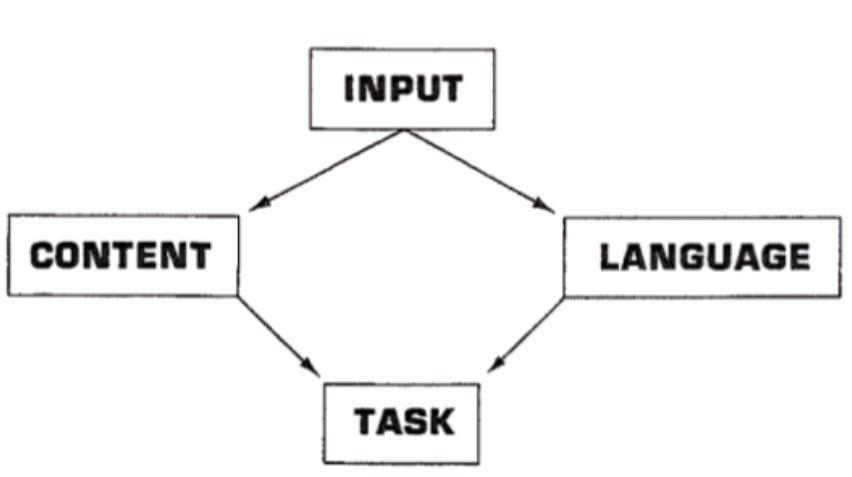 INPUT
CONTENT
LANGUAGE
TASK